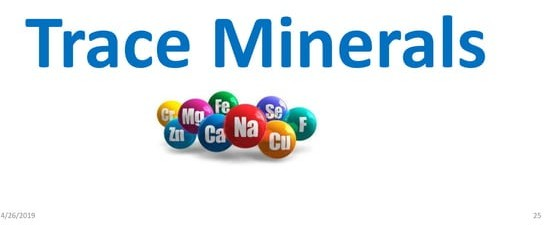 Trace Minerals
Cr Mg Fe Se F
Zn Ca Na Cu
4/26/2019 25